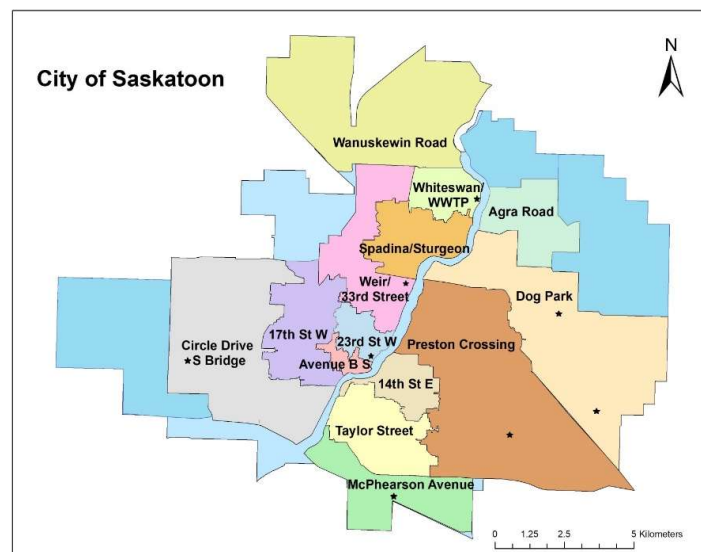 N
City of Saskatoon
Wanuskewin Road
Whiteswan/
WWTP
Agra Road
Spadina/Sturgeon
Weir/
33rd Street
Dog Park
17th St W
23rd St W
Preston Crossing
Circle Drive
S Bridge
Avenue B S
14th St E
Taylor Street
McPhearson Avenue
0 1.25 2.5 5 Kilometers